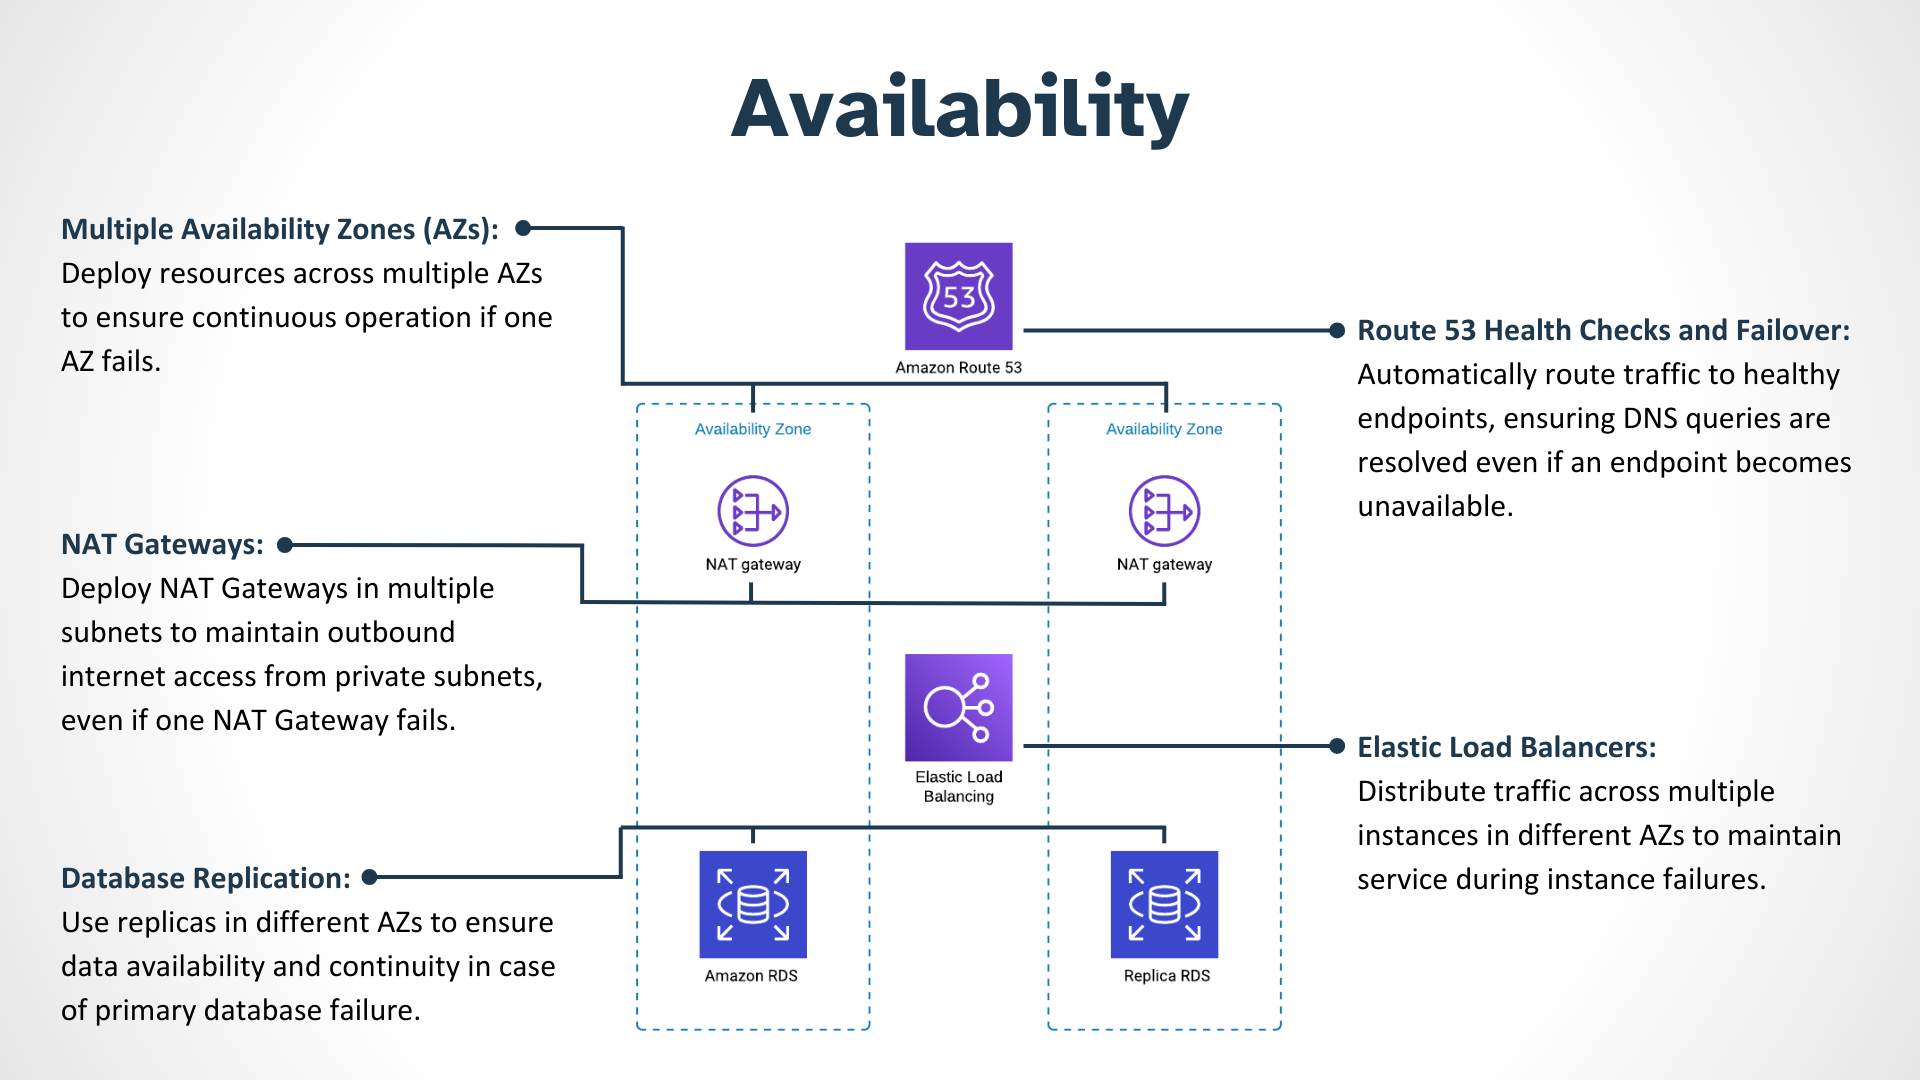 Availability
Multiple Availability Zones (AZs):
Deploy resources across multiple AZs
to ensure continuous operation if one
AZ fails.
NAT Gateways:
Deploy NAT Gateways in multiple
subnets to maintain outbound
internet access from private subnets,
even if one NAT Gateway fails.
Database Replication:
Use replicas in different AZs to ensure
data availability and continuity in case
of primary database failure.
53
Amazon Route 53
Availability Zone
Availability Zone
NAT gateway
NAT gateway
Elastic Load
Balancing
Amazon RDS
Replica RDS
Route 53 Health Checks and Failover:
Automatically route traffic to healthy
endpoints, ensuring DNS queries are
resolved even if an endpoint becomes
unavailable.
Elastic Load Balancers:
Distribute traffic across multiple
instances in different AZs to maintain
service during instance failures.